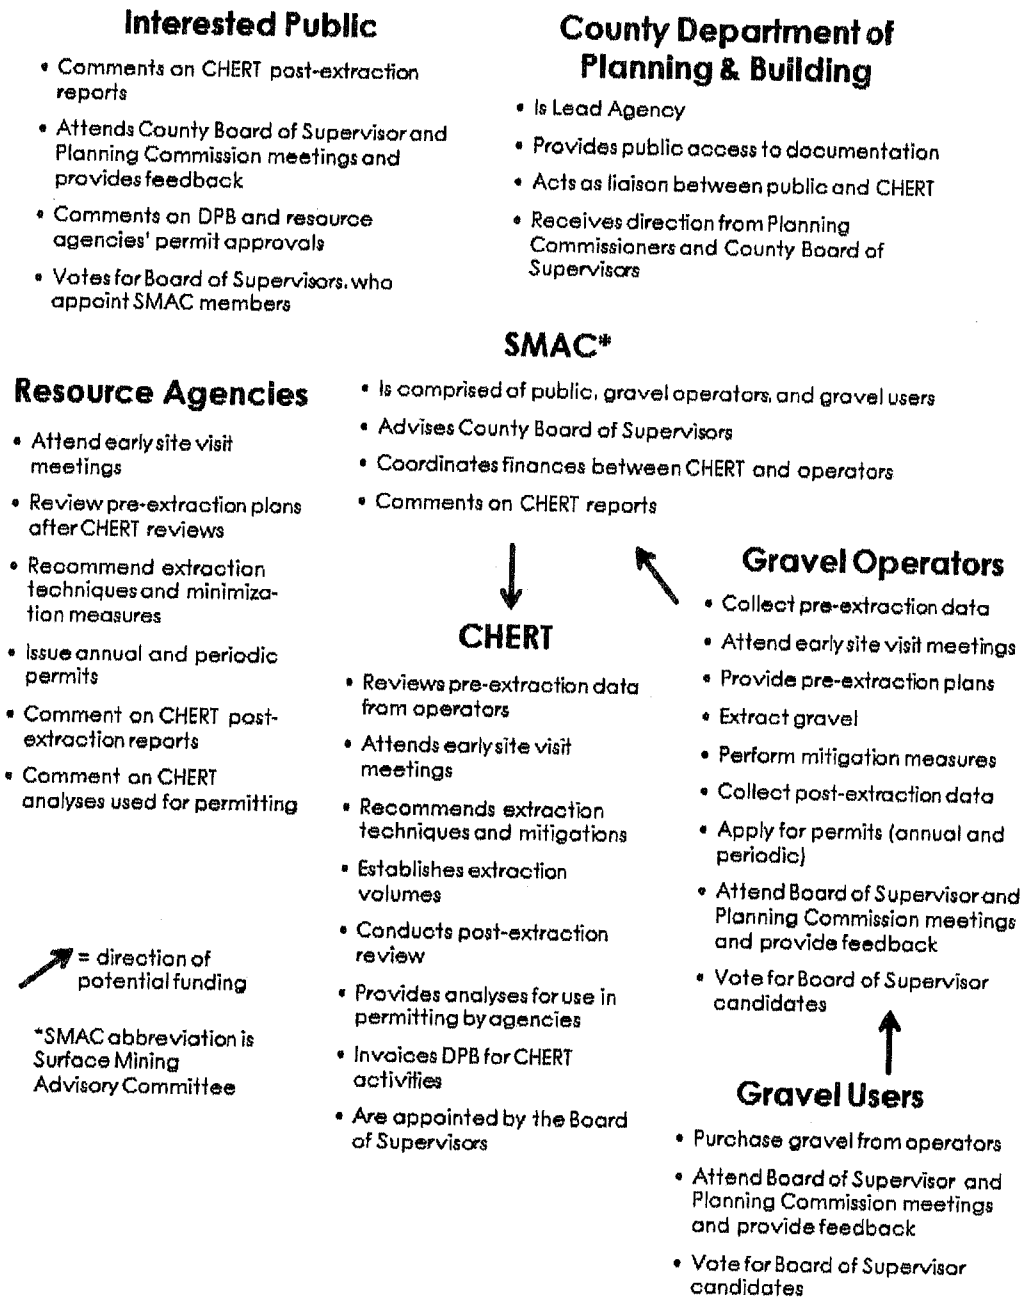 Interested Public
• Comments on CHERT post-extraction
reports
• Attends County Board of Supervisor and
Planning Commission meetings and
provides feedback
• Comments on DPB and resource
agencies' permit approvals
• Votes for Board of Supervisors, who
appoint SMAC members
County Department of
Planning & Building
• Is Lead Agency
• Provides public access to documentation
• Acts as liaison between public and CHERT
• Receives direction from Planning
Commissioners and County Board of
Supervisors
SMAC*
• Is comprised of public, gravel operators, and gravel users
• Advises County Board of Supervisors
• Coordinates finances between CHERT and operators
• Comments on CHERT reports
Resource Agencies
• Attend early site visit
meetings
• Review pre-extraction plans
after CHERT reviews
• Recommend extraction
techniques and minimiza-
tion measures
• Issue annual and periodic
permits
• Comment on CHERT post-
extraction reports
• Comment on CHERT
analyses used for permitting
CHERT
• Reviews pre-extraction data
from operators
• Attends early site visit
meetings
• Recommends extraction
techniques and mitigations
• Establishes extraction
volumes
• Conducts post-extraction
review
• Provides analyses for use in
permitting by agencies
• Invoices DPB for CHERT
activities
• Are appointed by the Board
of Supervisors
Gravel Operators
• Collect pre-extraction data
• Attend early site visit meetings
• Provide pre-extraction plans
• Extract gravel
• Perform mitigation measures
• Collect post-extraction data
• Apply for permits (annual and
periodic)
• Attend Board of Supervisor and
Planning Commission meetings
and provide feedback
• Vote for Board of Supervisor
candidates
Gravel Users
• Purchase gravel from operators
• Attend Board of Supervisor and
Planning Commission meetings
and provide feedback
• Vote for Board of Supervisor
candidates
= direction of
potential funding
*SMAC abbreviation is
Surface Mining
Advisory Committee